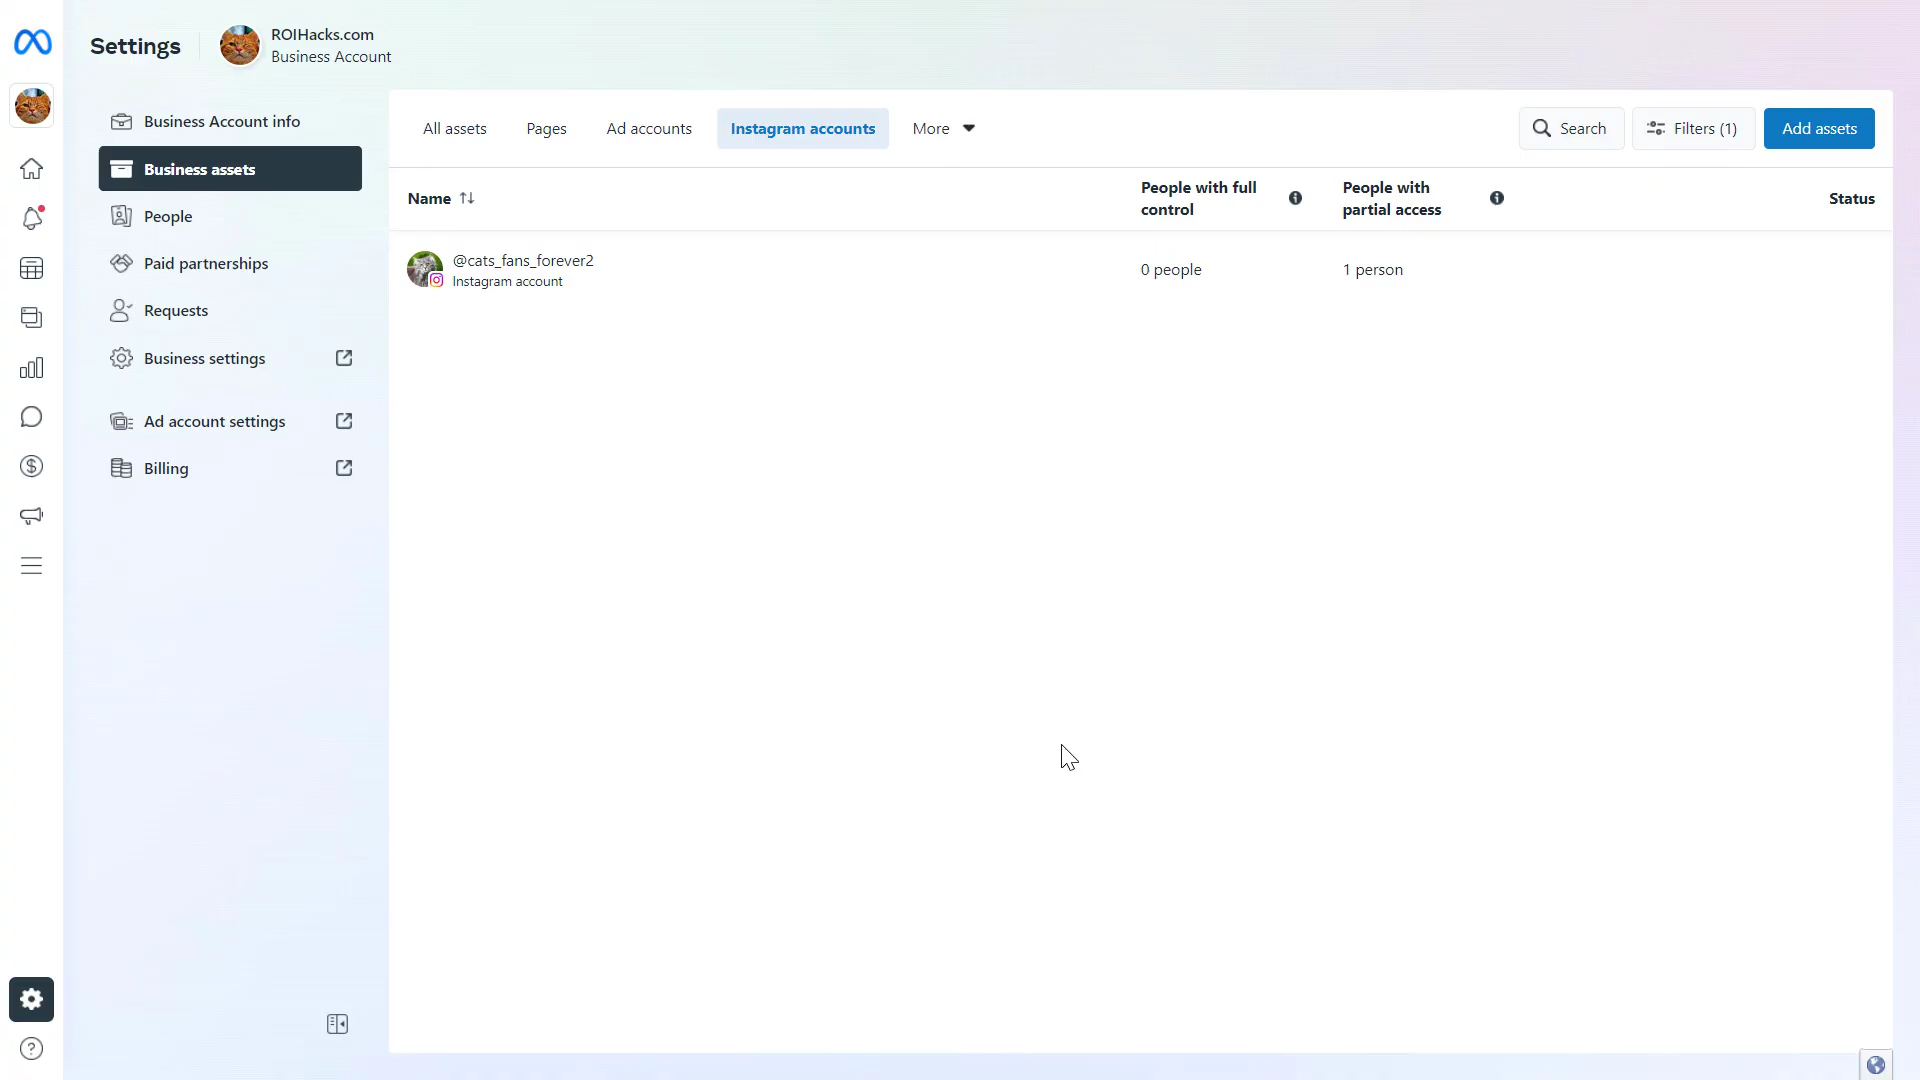 Settings
ROIHacks.com
Business Account
Business Account info
Business assets
People
Paid partnerships
Requests
Business settings
Ad account settings
Billing
All assets
Pages
Ad accounts
Instagram accounts
More
Search
Filters (1)
Add assets
Name
People with full
control
People with
partial access
Status
@cats_fans_forever2
Instagram account
0 people
1 person